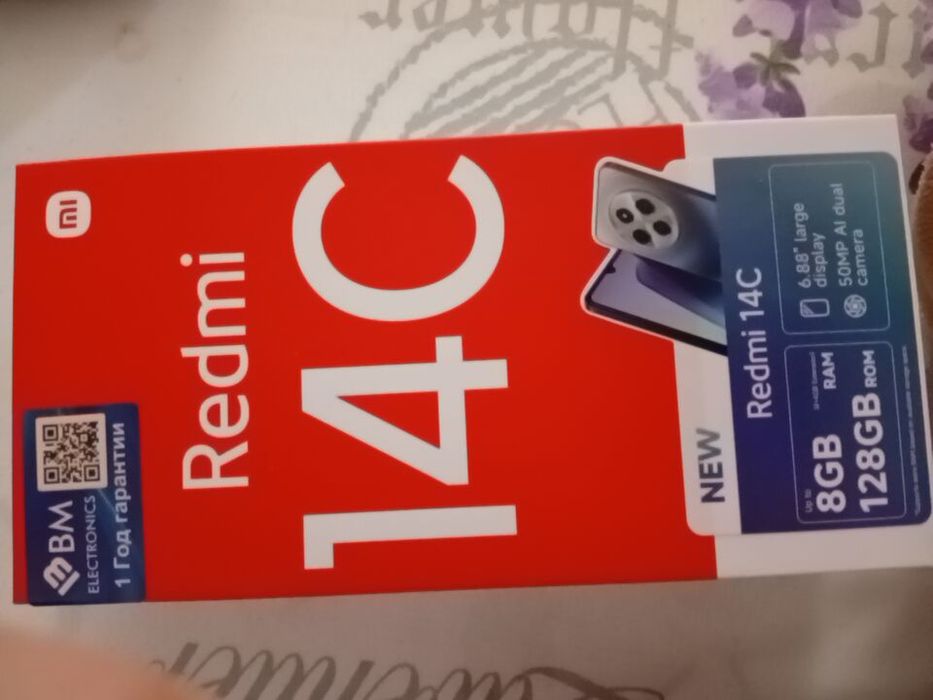 mi
Redmi
14C
BM
ELECTRONICS
1 Год гарантии
NEW
Redmi 14C
Up to
8GB
RAM
128GB ROM
6.88" large
display
50MP AI dual
camera
Lavender